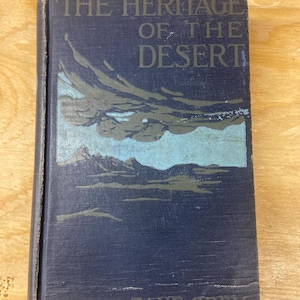 THE HERITAGE
OF THE
DESERT